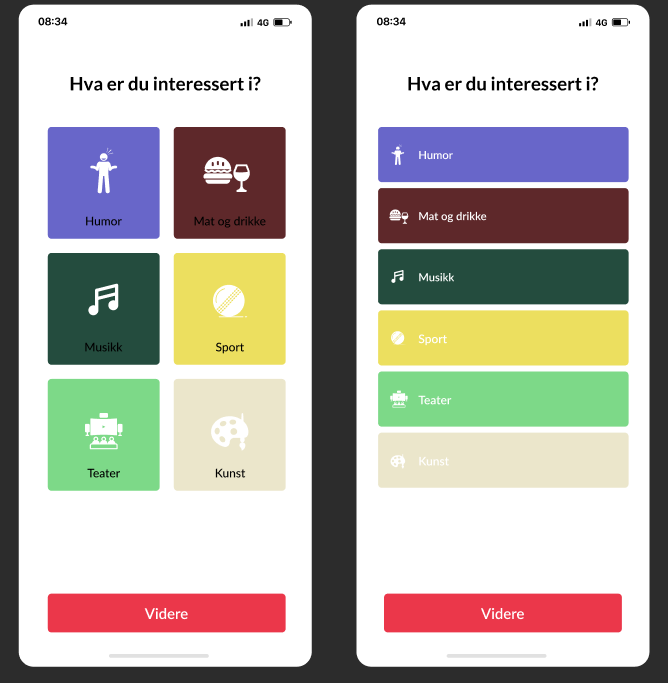 08:34
4G
Hva er du interessert i?
Humor
Mat og drikke
Musikk
Sport
Teater
Kunst
Videre
08:34
4G
Hva er du interessert i?
Humor
Mat og drikke
Musikk
Sport
Teater
Kunst
Videre